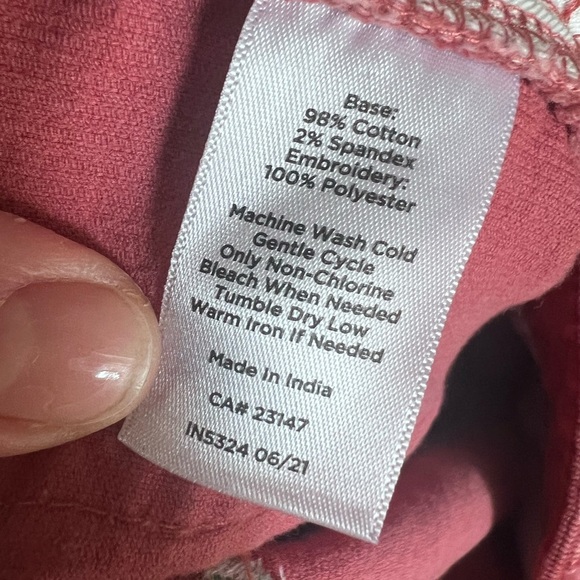 Base:
98% Cotton
2% Spandex
Embroidery:
100% Polyester
Machine Wash Cold
Gentle Cycle
Only Non-Chlorine
Bleach When Needed
Tumble Dry Low
Warm Iron If Needed
Made In India
CA# 23147
IN5324 06/21